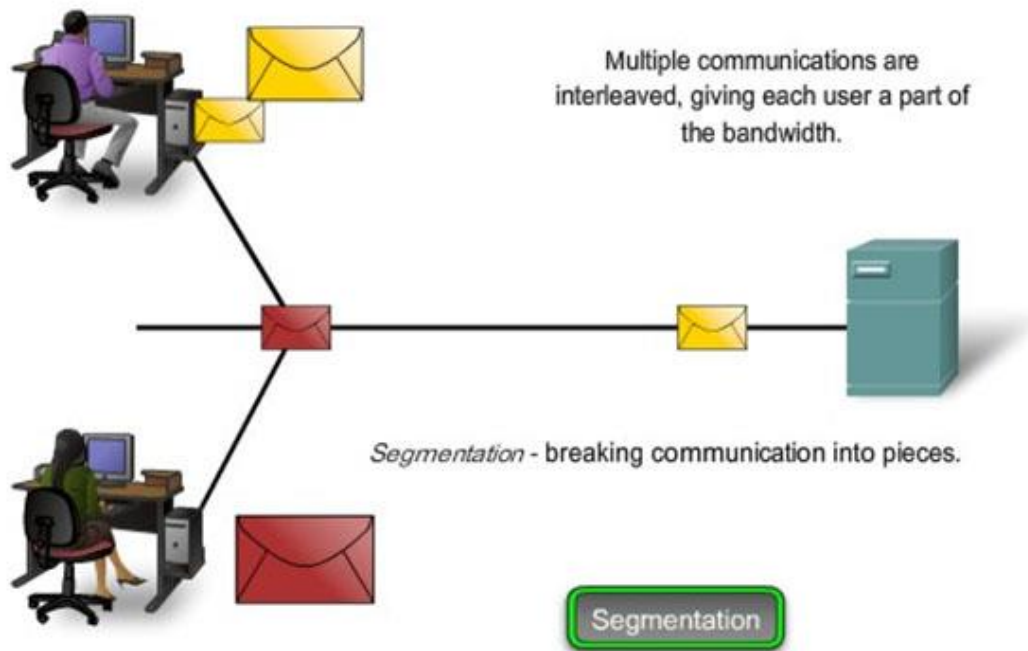 Multiple communications are
interleaved, giving each user a part of
the bandwidth.
Segmentation - breaking communication into pieces.
Segmentation